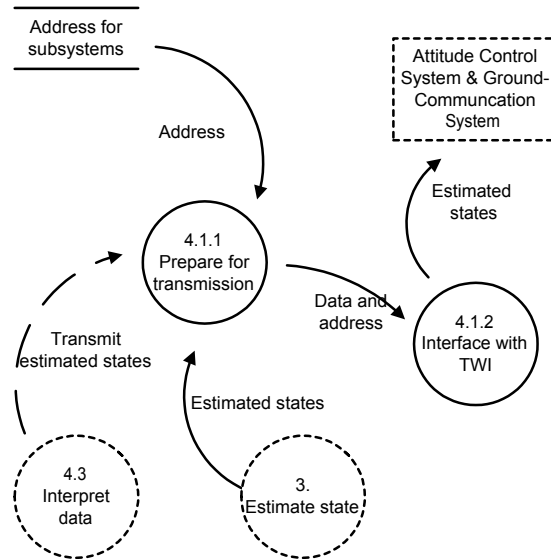 Address for
subsystems
Attitude Control
System & Ground-
Communcation
System
Address
Estimated
states
4.1.1
Prepare for
transmission
Data and
address
4.1.2
Interface with
TWI
Transmit
estimated states
Estimated states
4.3
Interpret
data
3.
Estimate state